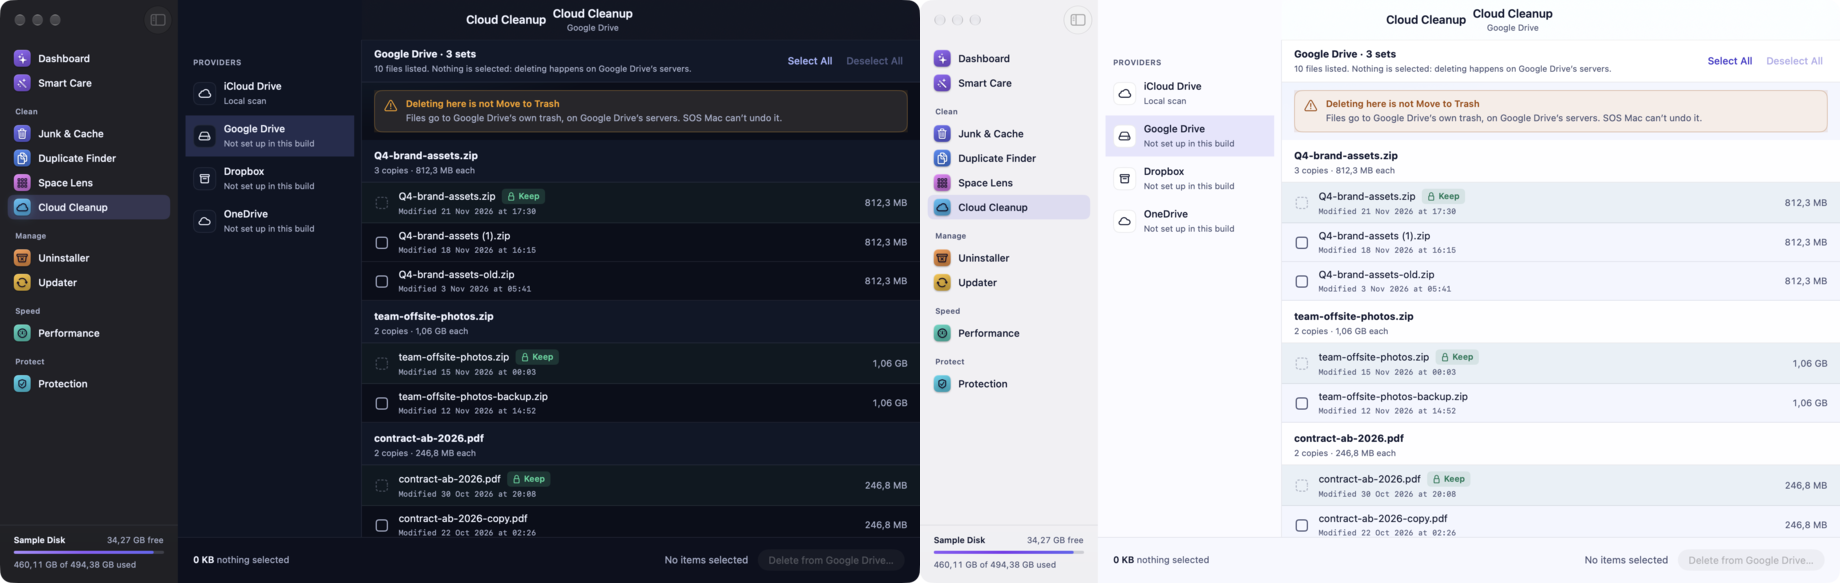 Cloud Cleanup
Cloud Cleanup
Google Drive
Dashboard
Smart Care
Clean
Junk & Cache
Duplicate Finder
Space Lens
Cloud Cleanup
Manage
Uninstaller
Updater
Speed
Performance
Protect
Protection
Sample Disk 34,27 GB free
460,11 GB of 494,38 GB used
PROVIDERS
iCloud Drive
Local scan
Google Drive
Not set up in this build
Dropbox
Not set up in this build
OneDrive
Not set up in this build
Google Drive · 3 sets
10 files listed. Nothing is selected: deleting happens on Google Drive's servers.
Select All Deselect All
Deleting here is not Move to Trash
Files go to Google Drive's own trash, on Google Drive's servers. SOS Mac can't undo it.
Q4-brand-assets.zip
3 copies · 812,3 MB each
Q4-brand-assets.zip Keep 812,3 MB
Modified 21 Nov 2026 at 17:30
Q4-brand-assets (1).zip 812,3 MB
Modified 18 Nov 2026 at 16:15
Q4-brand-assets-old.zip 812,3 MB
Modified 3 Nov 2026 at 05:41
team-offsite-photos.zip
2 copies · 1,06 GB each
team-offsite-photos.zip Keep 1,06 GB
Modified 15 Nov 2026 at 00:03
team-offsite-photos-backup.zip 1,06 GB
Modified 12 Nov 2026 at 14:52
contract-ab-2026.pdf
2 copies · 246,8 MB each
contract-ab-2026.pdf Keep 246,8 MB
Modified 30 Oct 2026 at 20:08
contract-ab-2026-copy.pdf 246,8 MB
Modified 22 Oct 2026 at 02:26
0 KB nothing selected
No items selected Delete from Google Drive...
Cloud Cleanup
Cloud Cleanup
Google Drive
Dashboard
Smart Care
Clean
Junk & Cache
Duplicate Finder
Space Lens
Cloud Cleanup
Manage
Uninstaller
Updater
Speed
Performance
Protect
Protection
Sample Disk 34,27 GB free
460,11 GB of 494,38 GB used
PROVIDERS
iCloud Drive
Local scan
Google Drive
Not set up in this build
Dropbox
Not set up in this build
OneDrive
Not set up in this build
Google Drive · 3 sets
10 files listed. Nothing is selected: deleting happens on Google Drive's servers.
Select All Deselect All
Deleting here is not Move to Trash
Files go to Google Drive's own trash, on Google Drive's servers. SOS Mac can't undo it.
Q4-brand-assets.zip
3 copies · 812,3 MB each
Q4-brand-assets.zip Keep 812,3 MB
Modified 21 Nov 2026 at 17:30
Q4-brand-assets (1).zip 812,3 MB
Modified 18 Nov 2026 at 16:15
Q4-brand-assets-old.zip 812,3 MB
Modified 3 Nov 2026 at 05:41
team-offsite-photos.zip
2 copies · 1,06 GB each
team-offsite-photos.zip Keep 1,06 GB
Modified 15 Nov 2026 at 00:03
team-offsite-photos-backup.zip 1,06 GB
Modified 12 Nov 2026 at 14:52
contract-ab-2026.pdf
2 copies · 246,8 MB each
contract-ab-2026.pdf Keep 246,8 MB
Modified 30 Oct 2026 at 20:08
contract-ab-2026-copy.pdf 246,8 MB
Modified 22 Oct 2026 at 02:26
0 KB nothing selected
No items selected Delete from Google Drive...